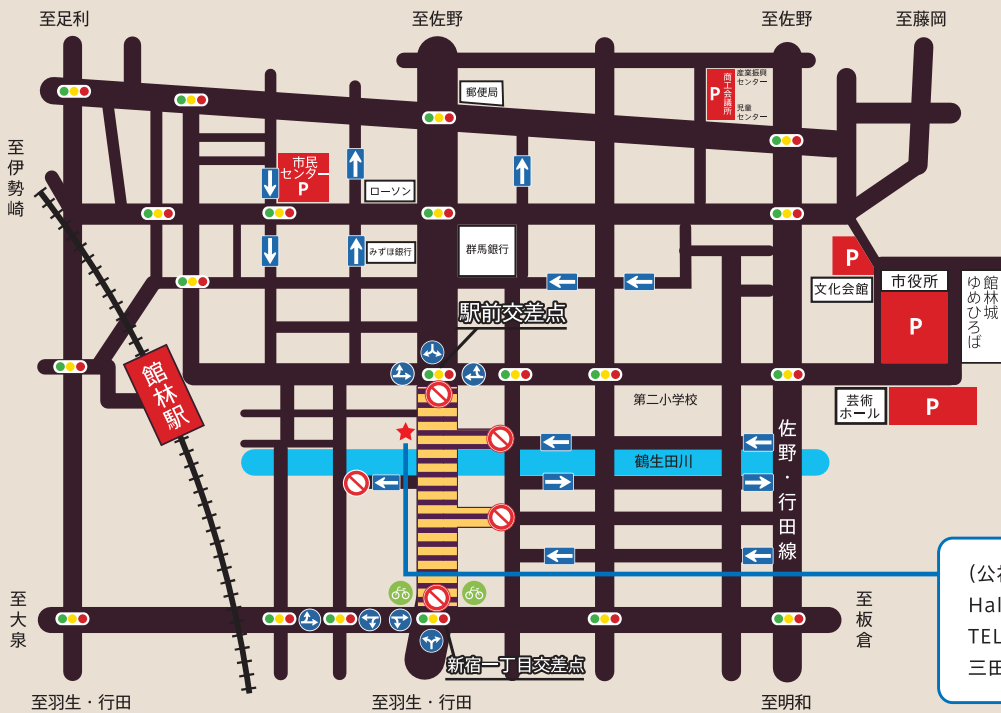 至足利
至佐野
至佐野
至藤岡
郵便局
P
商工会議所
産業振興
センター
児童
センター
至伊勢崎
市民
センター
P
ローソン
みずほ銀行
群馬銀行
P
文化会館
市役所
P
館林城
ゆめひろば
駅前交差点
館林駅
第二小学校
芸術
ホール
P
佐野・行田線
鶴生田川
至大泉
至板倉
(公社
Hal
TEL
三田
新宿一丁目交差点
至羽生・行田
至羽生・行田
至明和